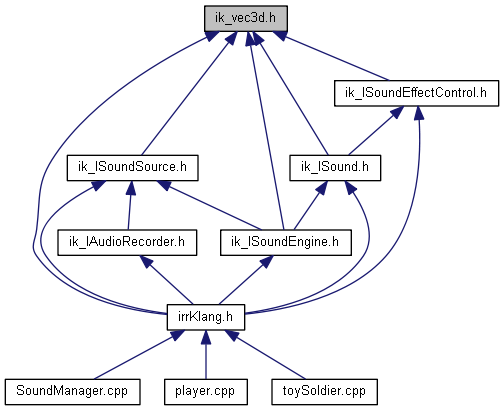 ik_vec3d.h
ik_ISoundEffectControl.h
ik_ISoundSource.h
ik_ISound.h
ik_IAudioRecorder.h
ik_ISoundEngine.h
irrKlang.h
SoundManager.cpp
player.cpp
toySoldier.cpp